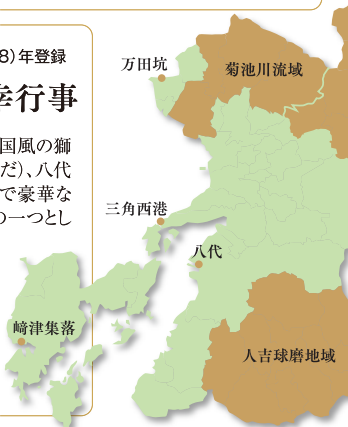 8)年登録
幸行事
国風の獅
だ)、八代
で豪華な
の一つとし
万田坑
菊池川流域
三角西港
八代
﨑津集落
人吉球磨地域